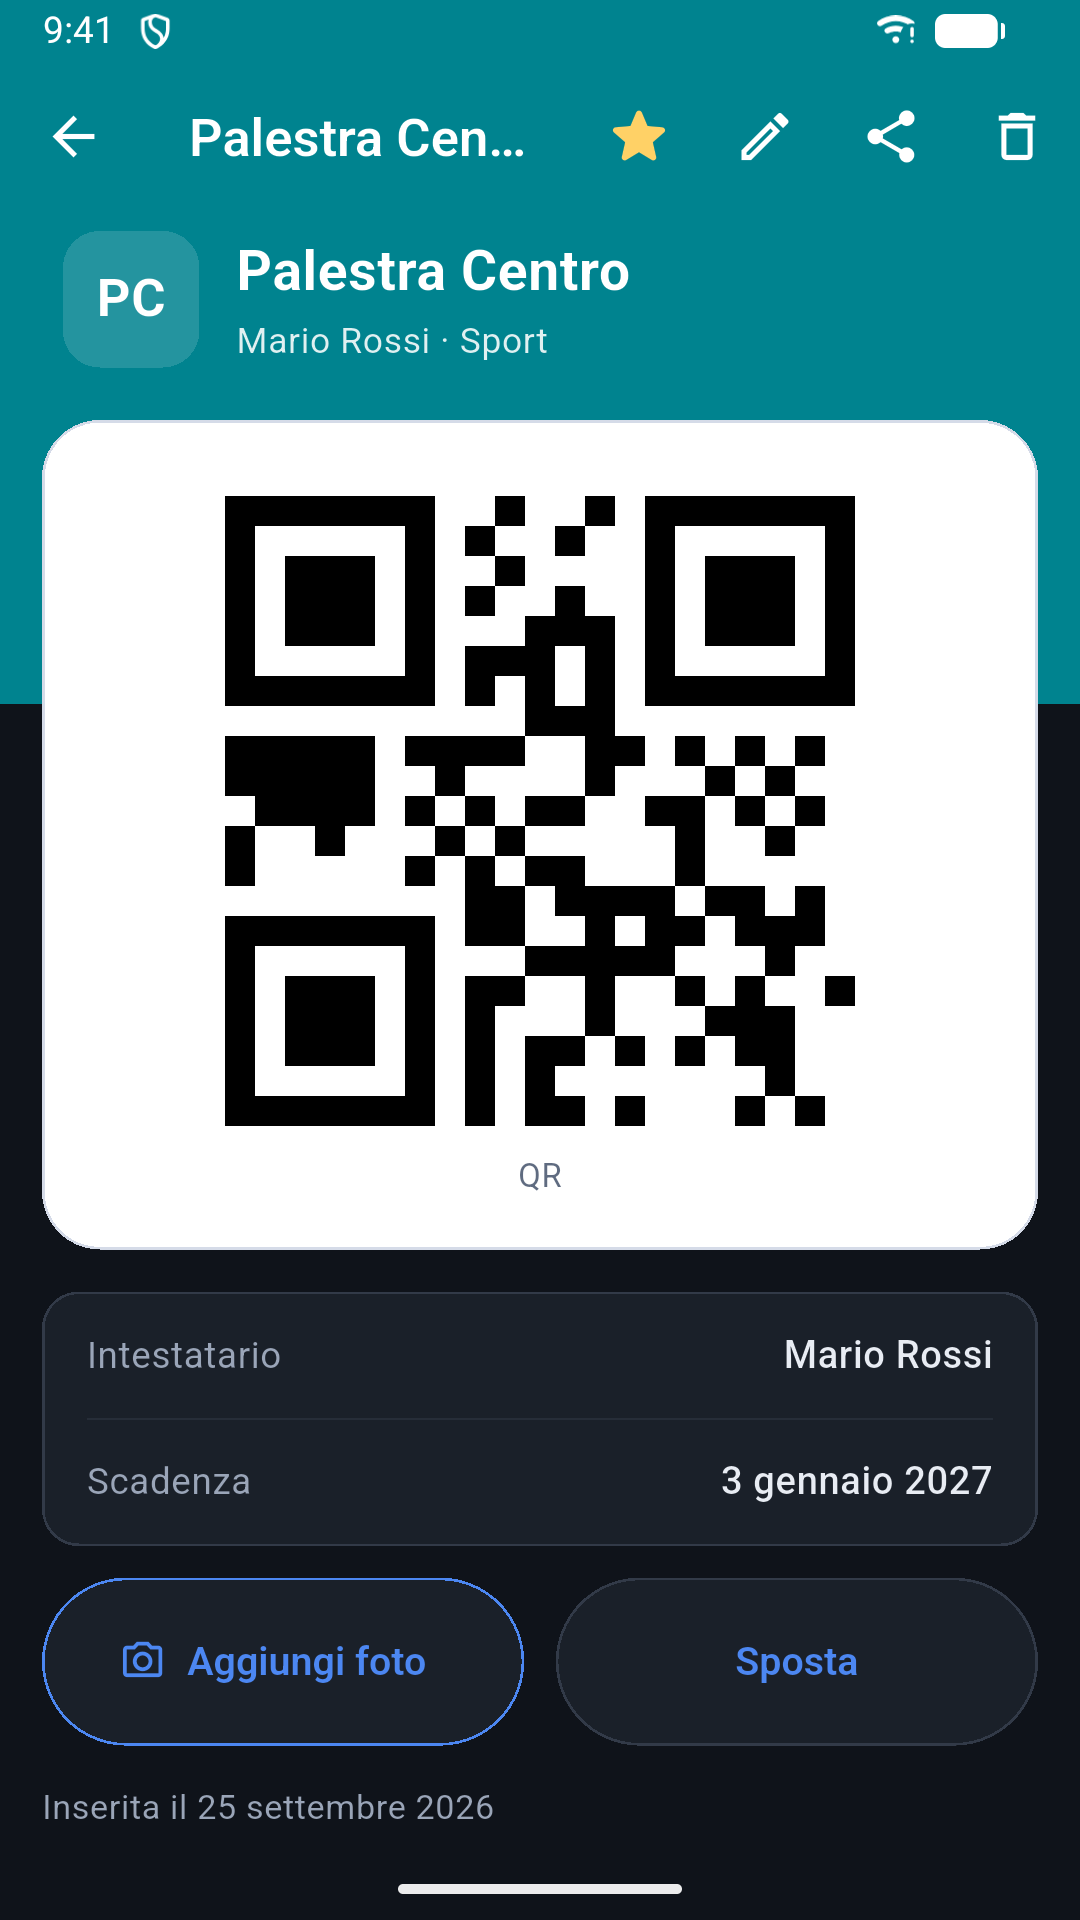 9:41
Palestra Cen...
PC
Palestra Centro
Mario Rossi · Sport
QR
Intestatario
Mario Rossi
Scadenza
3 gennaio 2027
Aggiungi foto
Sposta
Inserita il 25 settembre 2026